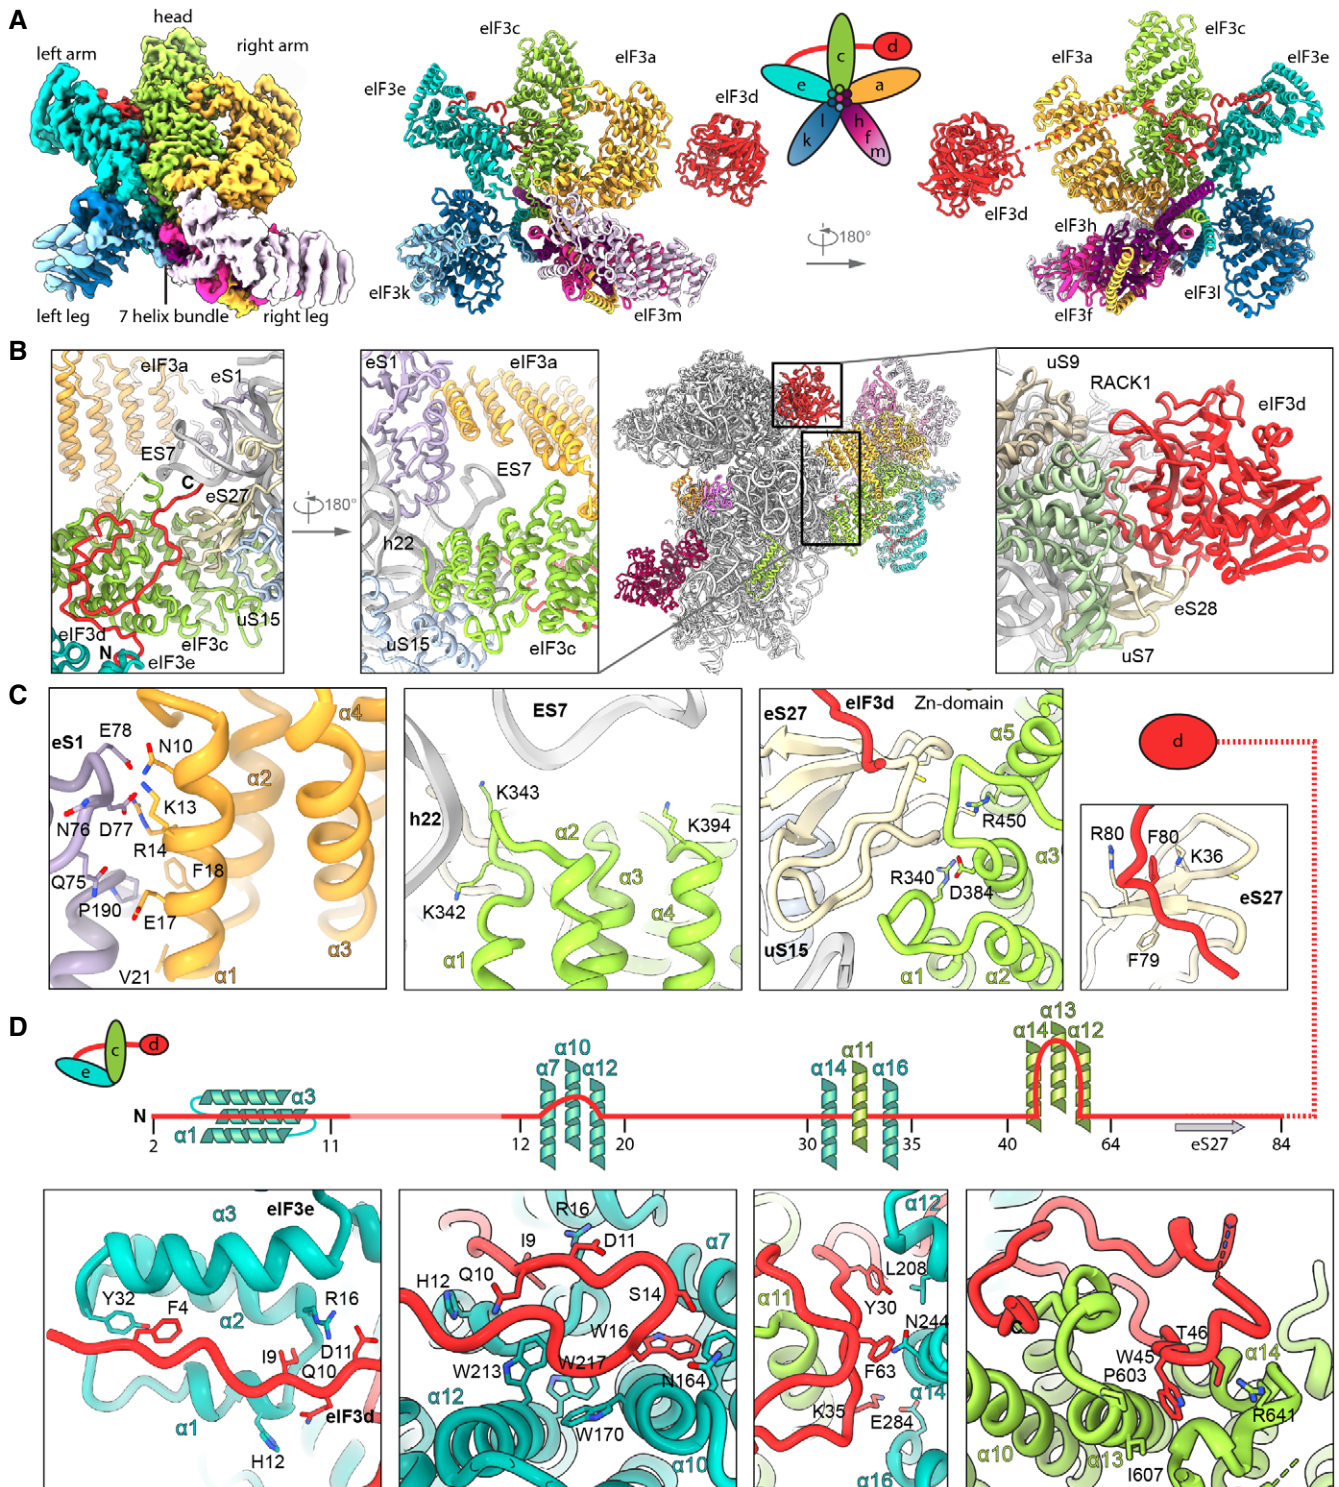 A
head
left arm
right arm
left leg
7 helix bundle
right leg
eIF3c
eIF3a
eIF3e
eIF3d
eIF3k
eIF3m
c
d
e
a
l
h
k
f
m
180°
eIF3c
eIF3a
eIF3e
eIF3d
eIF3h
eIF3f
eIF3l
B
eIF3a
eS1
ES7
C
eS27
uS15
eIF3d
eIF3c
N
eIF3e
180°
eS1
eIF3a
ES7
h22
uS15
eIF3c
uS9
RACK1
eIF3d
eS28
uS7
C
eS1
E78
N10
α4
α2
K13
N76
D77
R14
F18
Q75
P190
E17
V21
α1
α3
ES7
K343
h22
α2
K394
α3
K342
α4
α1
eIF3d
Zn-domain
eS27
α5
R450
α3
R340
D384
uS15
α1
α2
d
R80
F80
K36
eS27
F79
D
c
d
e
N
α3
α1
α10
α7
α12
α11
α14
α16
α13
α14
α12
2
11
12
20
30
35
40
64
eS27
84
eIF3e
α3
Y32
F4
α2
R16
I9
D11
Q10
α1
eIF3d
H12
R16
I9
D11
α7
Q10
H12
S14
W16
W213
W217
N164
α12
W170
α10
α12
L208
α11
Y30
N244
F63
α14
K35
E284
α16
T46
W45
α14
P603
R641
α10
α13
I607